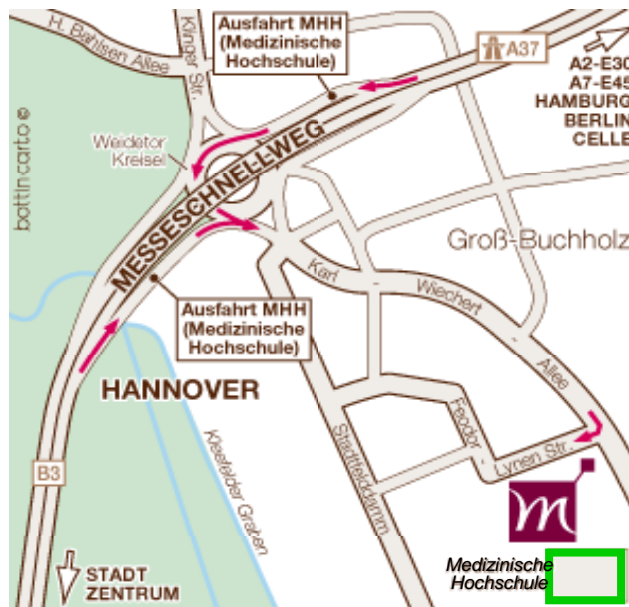 H. Bahlsen Allee
Kinger Str.
Ausfahrt MHH
(Medizinische
Hochschule)
A37
A2-E30
A7-E45
HAMBURG
BERLIN
CELLE
bottincarto ©
Weidetor
Kreisel
MESSESCHNELLWEG
Groß-Buchholz
Karl
Wiechert
Allee
Ausfahrt MHH
(Medizinische
Hochschule)
HANNOVER
Kleefelder Graben
Stadtfelddamm
Feodor
Lynen Str.
B3
m
STADT
ZENTRUM
Medizinische
Hochschule